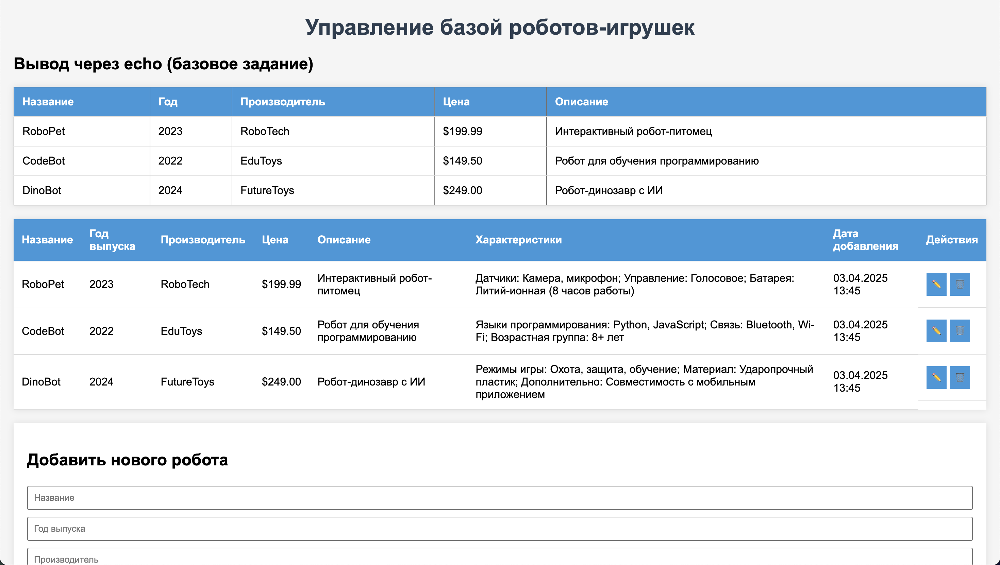 Управление базой роботов-игрушек
Вывод через echo (базовое задание)
Название Год Производитель Цена Описание
RoboPet 2023 RoboTech $199.99 Интерактивный робот-питомец
CodeBot 2022 EduToys $149.50 Робот для обучения программированию
DinoBot 2024 FutureToys $249.00 Робот-динозавр с ИИ
Название Год выпуска Производитель Цена Описание Характеристики Дата добавления Действия
RoboPet 2023 RoboTech $199.99 Интерактивный робот-питомец Датчики: Камера, микрофон; Управление: Голосовое; Батарея: Литий-ионная (8 часов работы) 03.04.2025 13:45
CodeBot 2022 EduToys $149.50 Робот для обучения программированию Языки программирования: Python, JavaScript; Связь: Bluetooth, Wi-Fi; Возрастная группа: 8+ лет 03.04.2025 13:45
DinoBot 2024 FutureToys $249.00 Робот-динозавр с ИИ Режимы игры: Охота, защита, обучение; Материал: Ударопрочный пластик; Дополнительно: Совместимость с мобильным приложением 03.04.2025 13:45
Добавить нового робота
Название
Год выпуска
Производитель